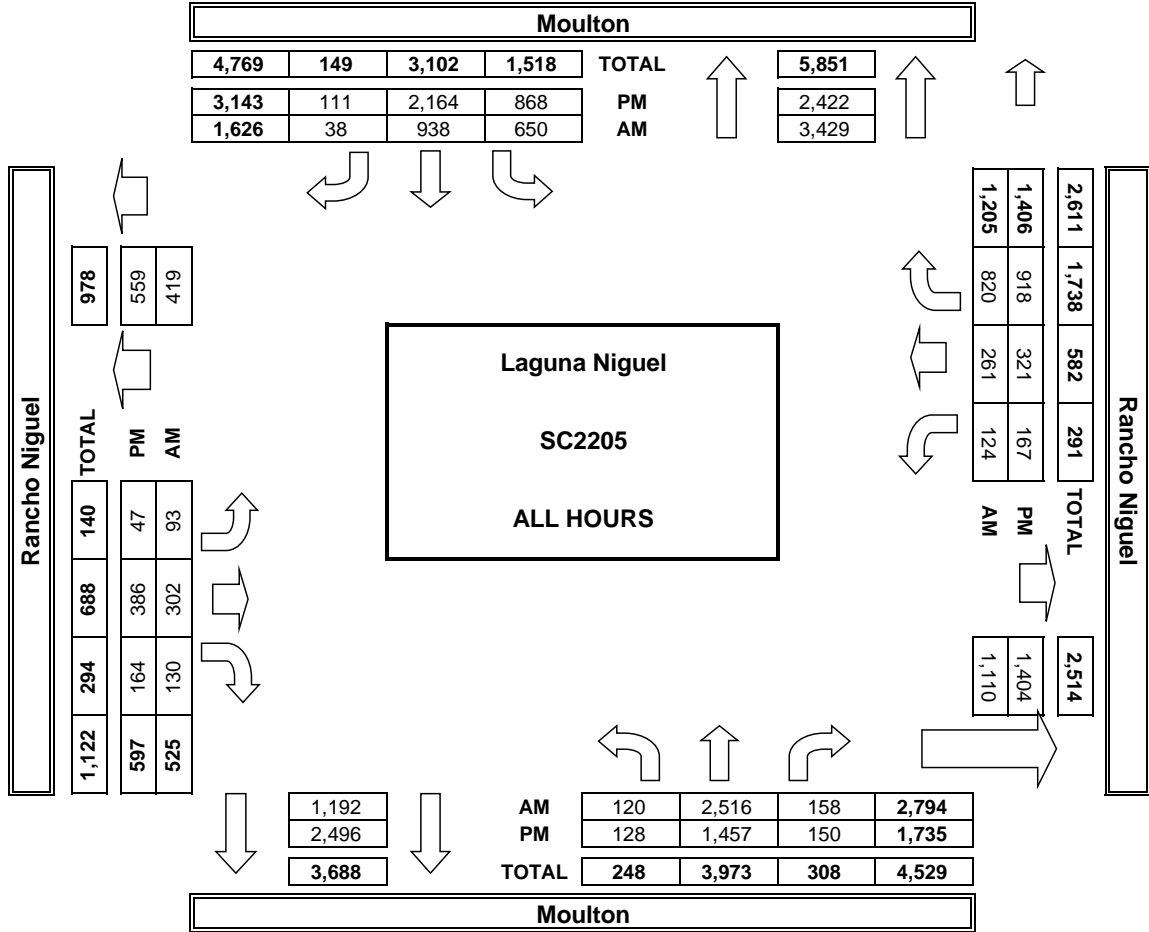 Moulton
4,769 149 3,102 1,518 TOTAL 5,851
3,143 111 2,164 868 PM 2,422
1,626 38 938 650 AM 3,429
Rancho Niguel
978 559 419
TOTAL PM AM
140 47 93
688 386 302
294 164 130
1,122 597 525
Laguna Niguel
SC2205
ALL HOURS
1,205 1,406 2,611
820 918 1,738
261 321 582
124 167 291
AM PM TOTAL
1,110 1,404 2,514
Rancho Niguel
1,192 AM 120 2,516 158 2,794
2,496 PM 128 1,457 150 1,735
3,688 TOTAL 248 3,973 308 4,529
Moulton